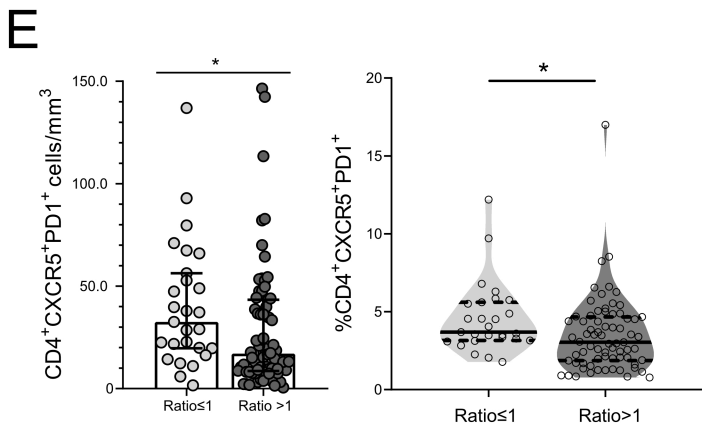 E
*
150.0
100.0
50.0
0
CD4⁺CXCR5⁺PD1⁺ cells/mm³
Ratio≤1
Ratio >1
*
20
15
10
5
0
%CD4⁺CXCR5⁺PD1⁺
Ratio≤1
Ratio>1